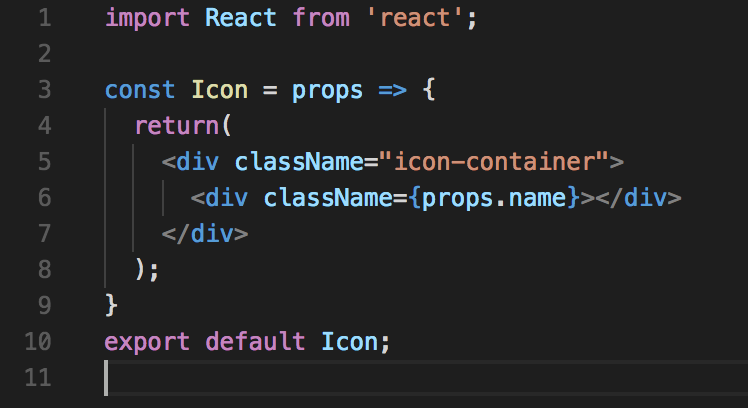 1 import React from 'react';
2
3 const Icon = props => {
4   return(
5     <div className="icon-container">
6       <div className={props.name}></div>
7     </div>
8   );
9 }
10 export default Icon;
11